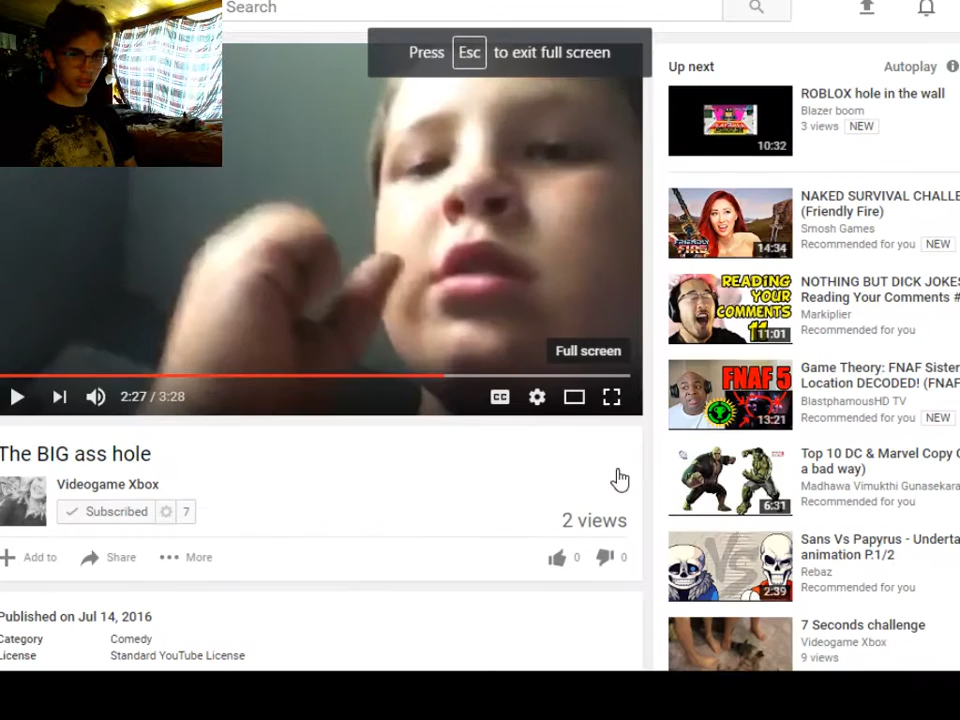 Search
Press Esc to exit full screen
Full screen
2:27 / 3:28
CC
The BIG ass hole
Videogame Xbox
Subscribed 7
2 views
Add to Share More 0 0
Published on Jul 14, 2016
Category Comedy
License Standard YouTube License
Up next Autoplay
ROBLOX hole in the wall
Blazer boom
3 views NEW
10:32
NAKED SURVIVAL CHALLE
(Friendly Fire)
Smosh Games
Recommended for you NEW
FRIENDLY
FIRE
14:34
NOTHING BUT DICK JOKES
Reading Your Comments #
Markiplier
Recommended for you
READING
YOUR
COMMENTS
11:01
Game Theory: FNAF Sister
Location DECODED! (FNAF
BlastphamousHD TV
Recommended for you NEW
FNAF 5
13:21
Top 10 DC & Marvel Copy C
a bad way)
Madhawa Vimukthi Gunasekara
Recommended for you
MARVEL
6:31
Sans Vs Papyrus - Underta
animation P.1/2
Rebaz
Recommended for you
VS
2:39
7 Seconds challenge
Videogame Xbox
9 views